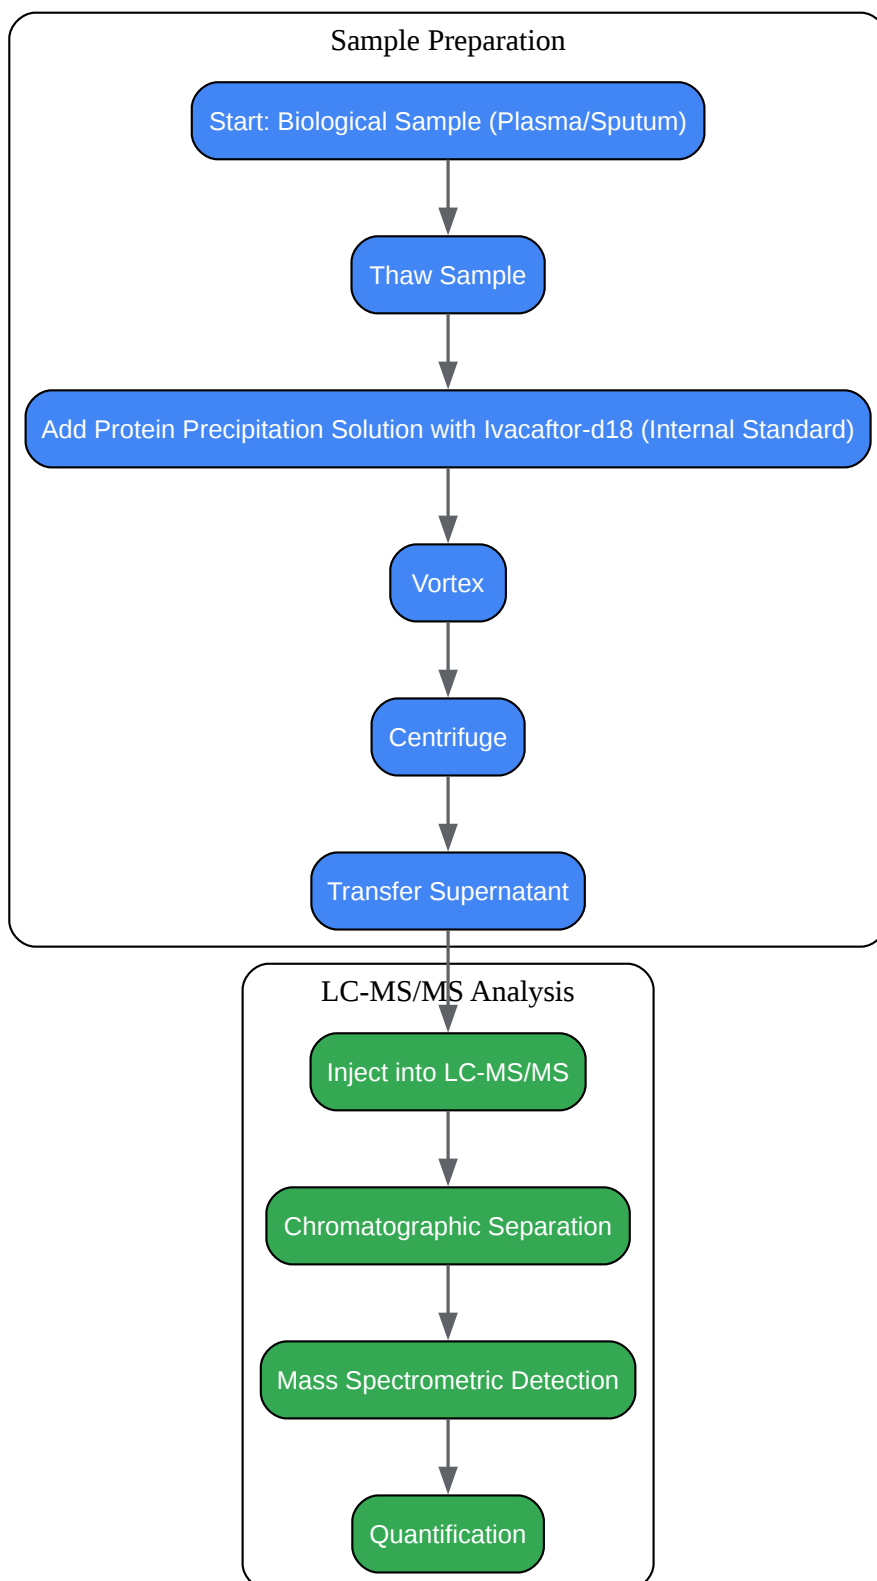 Sample Preparation
Start: Biological Sample (Plasma/Sputum)
Thaw Sample
Add Protein Precipitation Solution with Ivacaftor-d18 (Internal Standard)
Vortex
Centrifuge
Transfer Supernatant
LC-MS/MS Analysis
Inject into LC-MS/MS
Chromatographic Separation
Mass Spectrometric Detection
Quantification